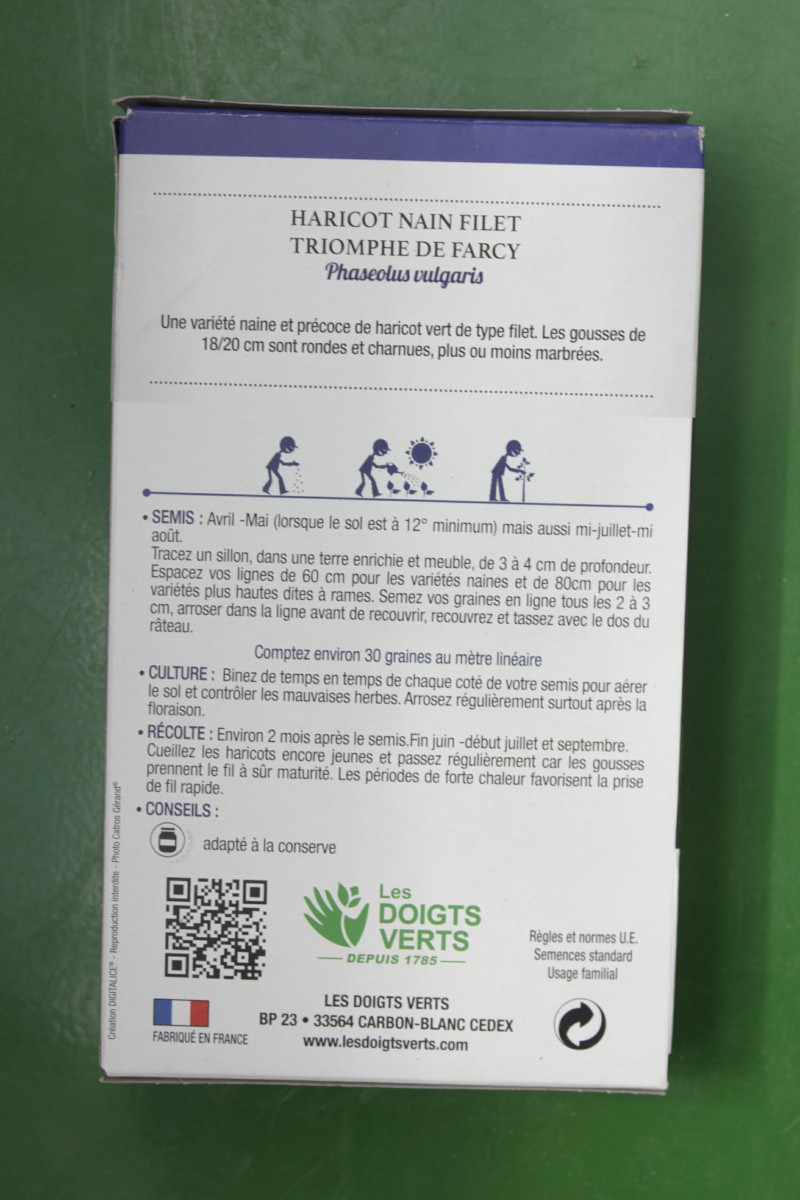 HARICOT NAIN FILET
TRIOMPHE DE FARCY
Phaseolus vulgaris
Une variété naine et précoce de haricot vert de type filet. Les gousses de
18/20 cm sont rondes et charnues, plus ou moins marbrées.
• SEMIS : Avril -Mai (lorsque le sol est à 12° minimum) mais aussi mi-juillet-mi
août.
Tracez un sillon, dans une terre enrichie et meuble, de 3 à 4 cm de profondeur.
Espacez vos lignes de 60 cm pour les variétés naines et de 80cm pour les
variétés plus hautes dites à rames. Semez vos graines en ligne tous les 2 à 3
cm, arroser dans la ligne avant de recouvrir, recouvrez et tassez avec le dos du
râteau.
Comptez environ 30 graines au mètre linéaire
• CULTURE : Binez de temps en temps de chaque coté de votre semis pour aérer
le sol et contrôler les mauvaises herbes. Arrosez régulièrement surtout après la
floraison.
• RÉCOLTE : Environ 2 mois après le semis.Fin juin -début juillet et septembre.
Cueillez les haricots encore jeunes et passez régulièrement car les gousses
prennent le fil à sûr maturité. Les périodes de forte chaleur favorisent la prise
de fil rapide.
• CONSEILS :
adapté à la conserve
Les
DOIGTS
VERTS
DEPUIS 1785
Règles et normes U.E.
Semences standard
Usage familial
FABRIQUÉ EN FRANCE
LES DOIGTS VERTS
BP 23 • 33564 CARBON-BLANC CEDEX
www.lesdoigtsverts.com
Création DIGITALICE® - Reproduction interdite - Photo Catros Gérand®